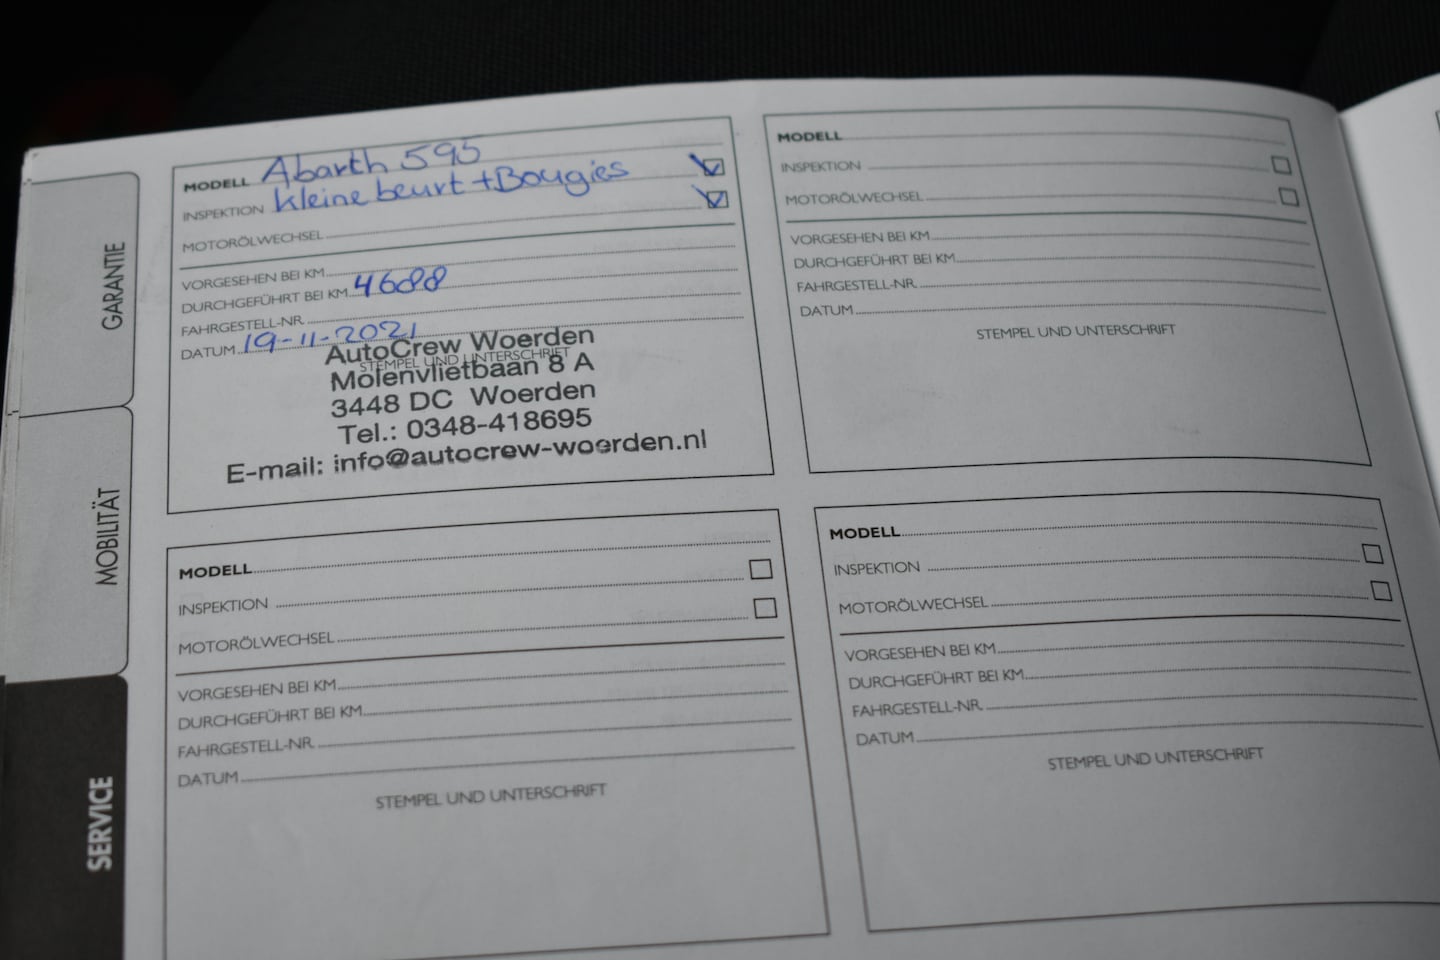 GARANTIE
MOBILITÄT
SERVICE
MODELL Abarth 595
INSPEKTION kleine beurt + Bougies
MOTORÖLWECHSEL
VORGESEHEN BEI KM
DURCHGEFÜHRT BEI KM 4688
FAHRGESTELL-NR.
DATUM 19-11-2021
STEMPEL UND UNTERSCHRIFT
AutoCrew Woerden
Molenvlietbaan 8 A
3448 DC Woerden
Tel.: 0348-418695
E-mail: info@autocrew-woerden.nl
MODELL
INSPEKTION
MOTORÖLWECHSEL
VORGESEHEN BEI KM
DURCHGEFÜHRT BEI KM
FAHRGESTELL-NR.
DATUM
STEMPEL UND UNTERSCHRIFT
MODELL
INSPEKTION
MOTORÖLWECHSEL
VORGESEHEN BEI KM
DURCHGEFÜHRT BEI KM
FAHRGESTELL-NR.
DATUM
STEMPEL UND UNTERSCHRIFT
MODELL
INSPEKTION
MOTORÖLWECHSEL
VORGESEHEN BEI KM
DURCHGEFÜHRT BEI KM
FAHRGESTELL-NR.
DATUM
STEMPEL UND UNTERSCHRIFT